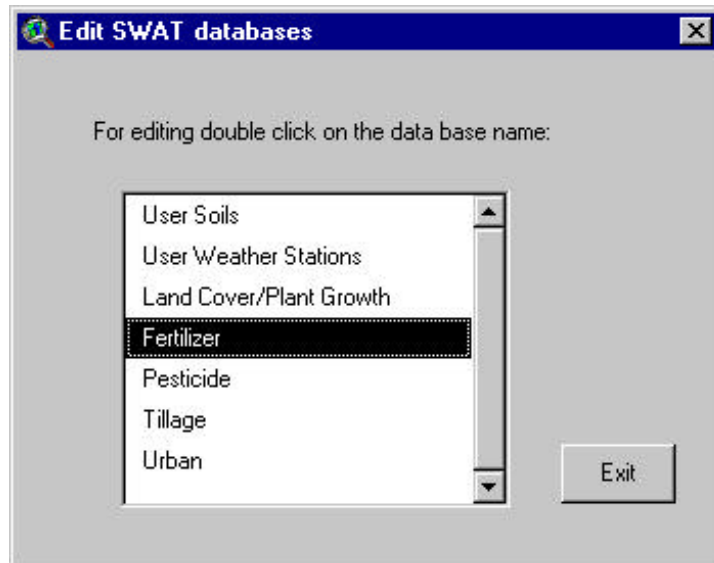 Edit SWAT databases
For editing double click on the data base name:
User Soils
User Weather Stations
Land Cover/Plant Growth
Fertilizer
Pesticide
Tillage
Urban
Exit